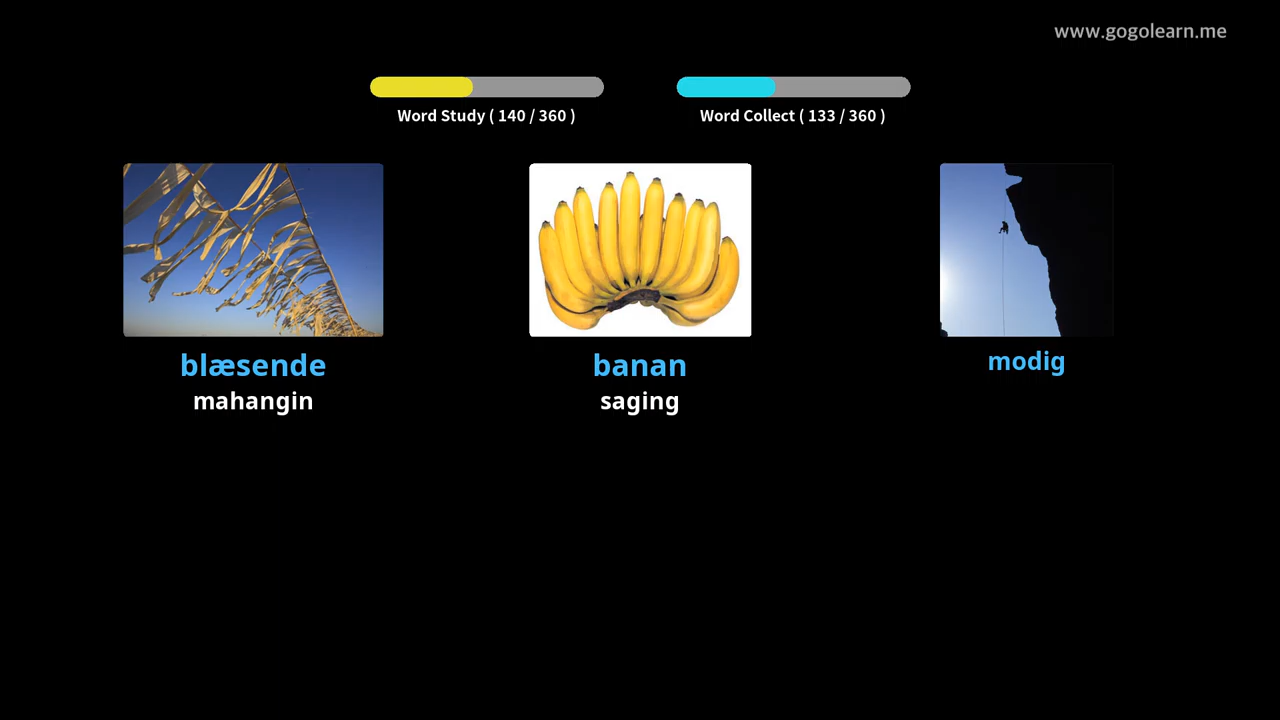 www.gogolearn.me
Word Study ( 140 / 360 )
Word Collect ( 133 / 360 )
blæsende
banan
modig
mahangin
saging